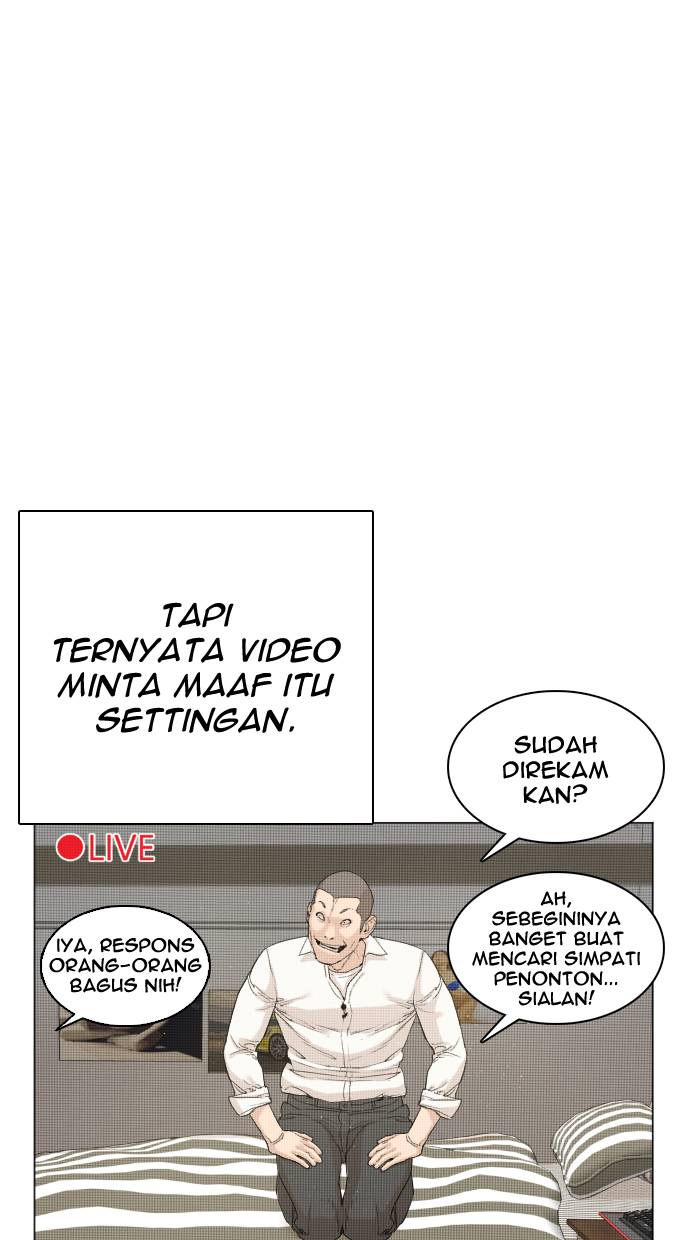 TAPI
TERNYATA VIDEO
MINTA MAAF ITU
SETTINGAN.
SUDAH
DIREKAM
KAN?
LIVE
IYA, RESPONS
ORANG-ORANG
BAGUS NIH!
AH,
SEBEGININYA
BANGET BUAT
MENCARI SIMPATI
PENONTON...
SIALAN!